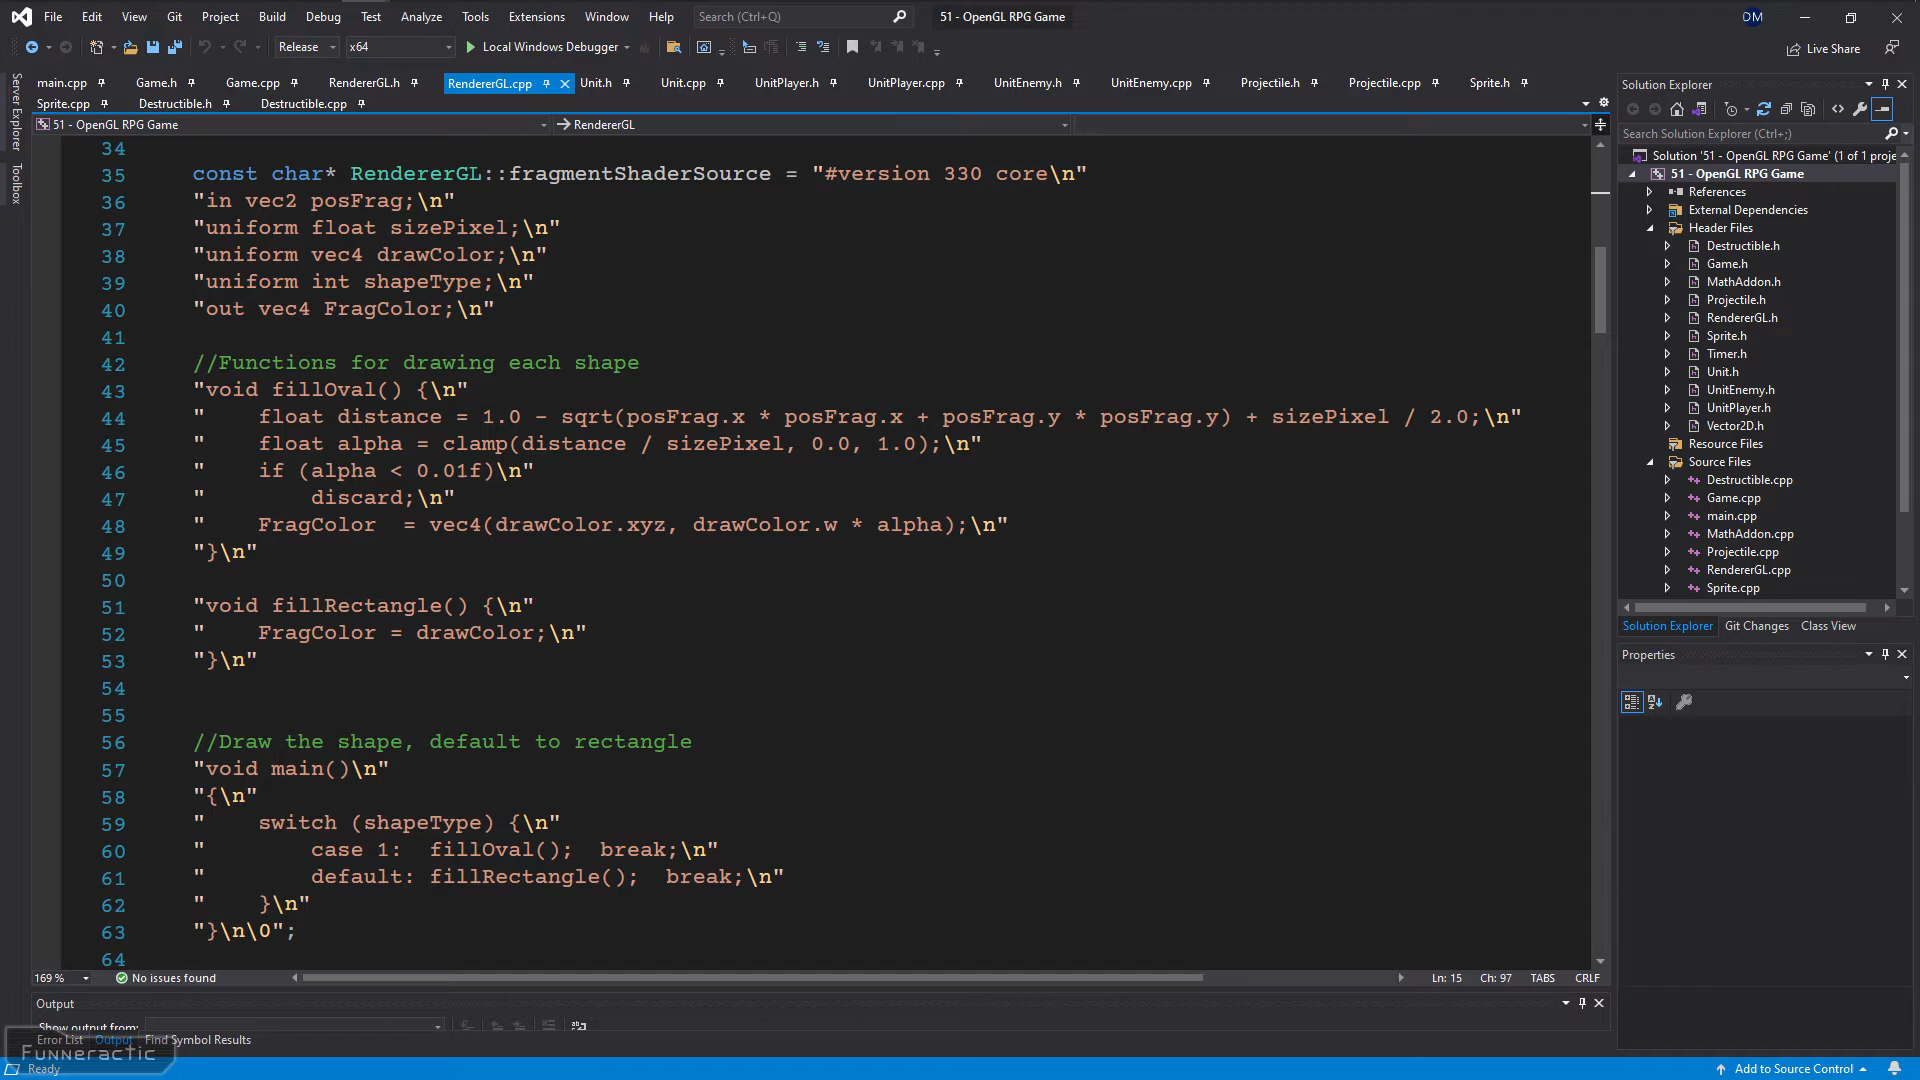 File Edit View Git Project Build Debug Test Analyze Tools Extensions Window Help Search (Ctrl+Q) 51 - OpenGL RPG Game DM
Release x64 Local Windows Debugger Live Share
main.cpp Game.h Game.cpp RendererGL.h RendererGL.cpp Unit.h Unit.cpp UnitPlayer.h UnitPlayer.cpp UnitEnemy.h UnitEnemy.cpp Projectile.h Projectile.cpp Sprite.h
Sprite.cpp Destructible.h Destructible.cpp
51 - OpenGL RPG Game RendererGL
Server Explorer
Toolbox
34
35 const char* RendererGL::fragmentShaderSource = "#version 330 core\n"
36 "in vec2 posFrag;\n"
37 "uniform float sizePixel;\n"
38 "uniform vec4 drawColor;\n"
39 "uniform int shapeType;\n"
40 "out vec4 FragColor;\n"
41
42 //Functions for drawing each shape
43 "void fillOval() {\n"
44 "    float distance = 1.0 - sqrt(posFrag.x * posFrag.x + posFrag.y * posFrag.y) + sizePixel / 2.0;\n"
45 "    float alpha = clamp(distance / sizePixel, 0.0, 1.0);\n"
46 "    if (alpha < 0.01f)\n"
47 "        discard;\n"
48 "    FragColor  = vec4(drawColor.xyz, drawColor.w * alpha);\n"
49 "}\n"
50
51 "void fillRectangle() {\n"
52 "    FragColor = drawColor;\n"
53 "}\n"
54
55
56 //Draw the shape, default to rectangle
57 "void main()\n"
58 "{\n"
59 "    switch (shapeType) {\n"
60 "        case 1:  fillOval();  break;\n"
61 "        default: fillRectangle();  break;\n"
62 "    }\n"
63 "}\n\0";
64
169 % No issues found Ln: 15 Ch: 97 TABS CRLF
Output
Show output from:
Error List Output Find Symbol Results
Funneractic
Ready Add to Source Control
Solution Explorer
Search Solution Explorer (Ctrl+;)
Solution '51 - OpenGL RPG Game' (1 of 1 proje
51 - OpenGL RPG Game
References
External Dependencies
Header Files
Destructible.h
Game.h
MathAddon.h
Projectile.h
RendererGL.h
Sprite.h
Timer.h
Unit.h
UnitEnemy.h
UnitPlayer.h
Vector2D.h
Resource Files
Source Files
Destructible.cpp
Game.cpp
main.cpp
MathAddon.cpp
Projectile.cpp
RendererGL.cpp
Sprite.cpp
Solution Explorer Git Changes Class View
Properties